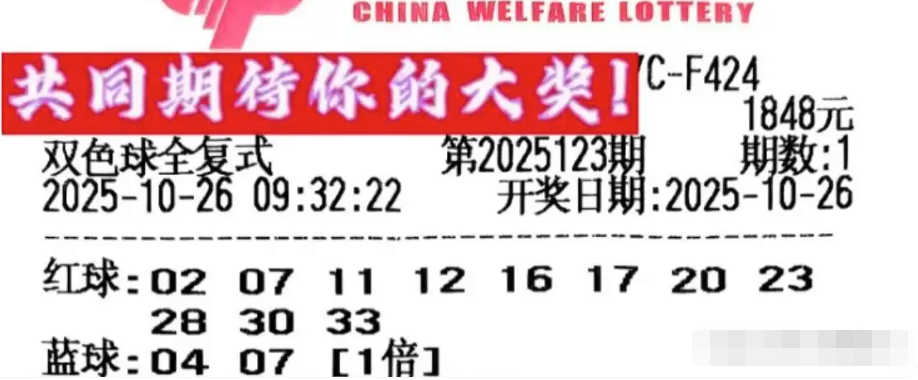 CHINA WELFARE LOTTERY
共同期待你的大奖!
C-F424
1848元
双色球全复式 第2025123期 期数:1
2025-10-26 09:32:22 开奖日期:2025-10-26
红球:02 07 11 12 16 17 20 23
28 30 33
蓝球:04 07 [1倍]